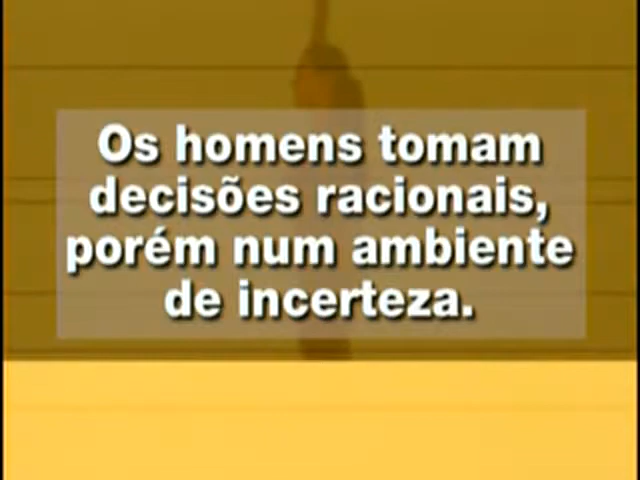 Os homens tomam
decisões racionais,
porém num ambiente
de incerteza.